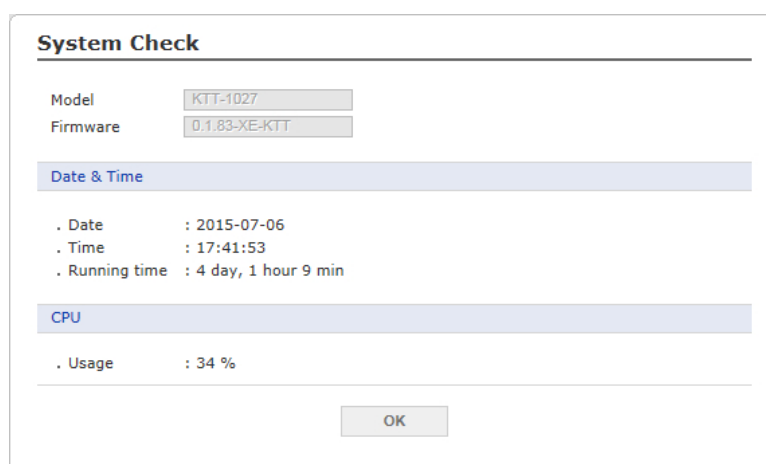 System Check
Model KTT-1027
Firmware 0.1.83-XE-KTT
Date & Time
. Date : 2015-07-06
. Time : 17:41:53
. Running time : 4 day, 1 hour 9 min
CPU
. Usage : 34 %
OK